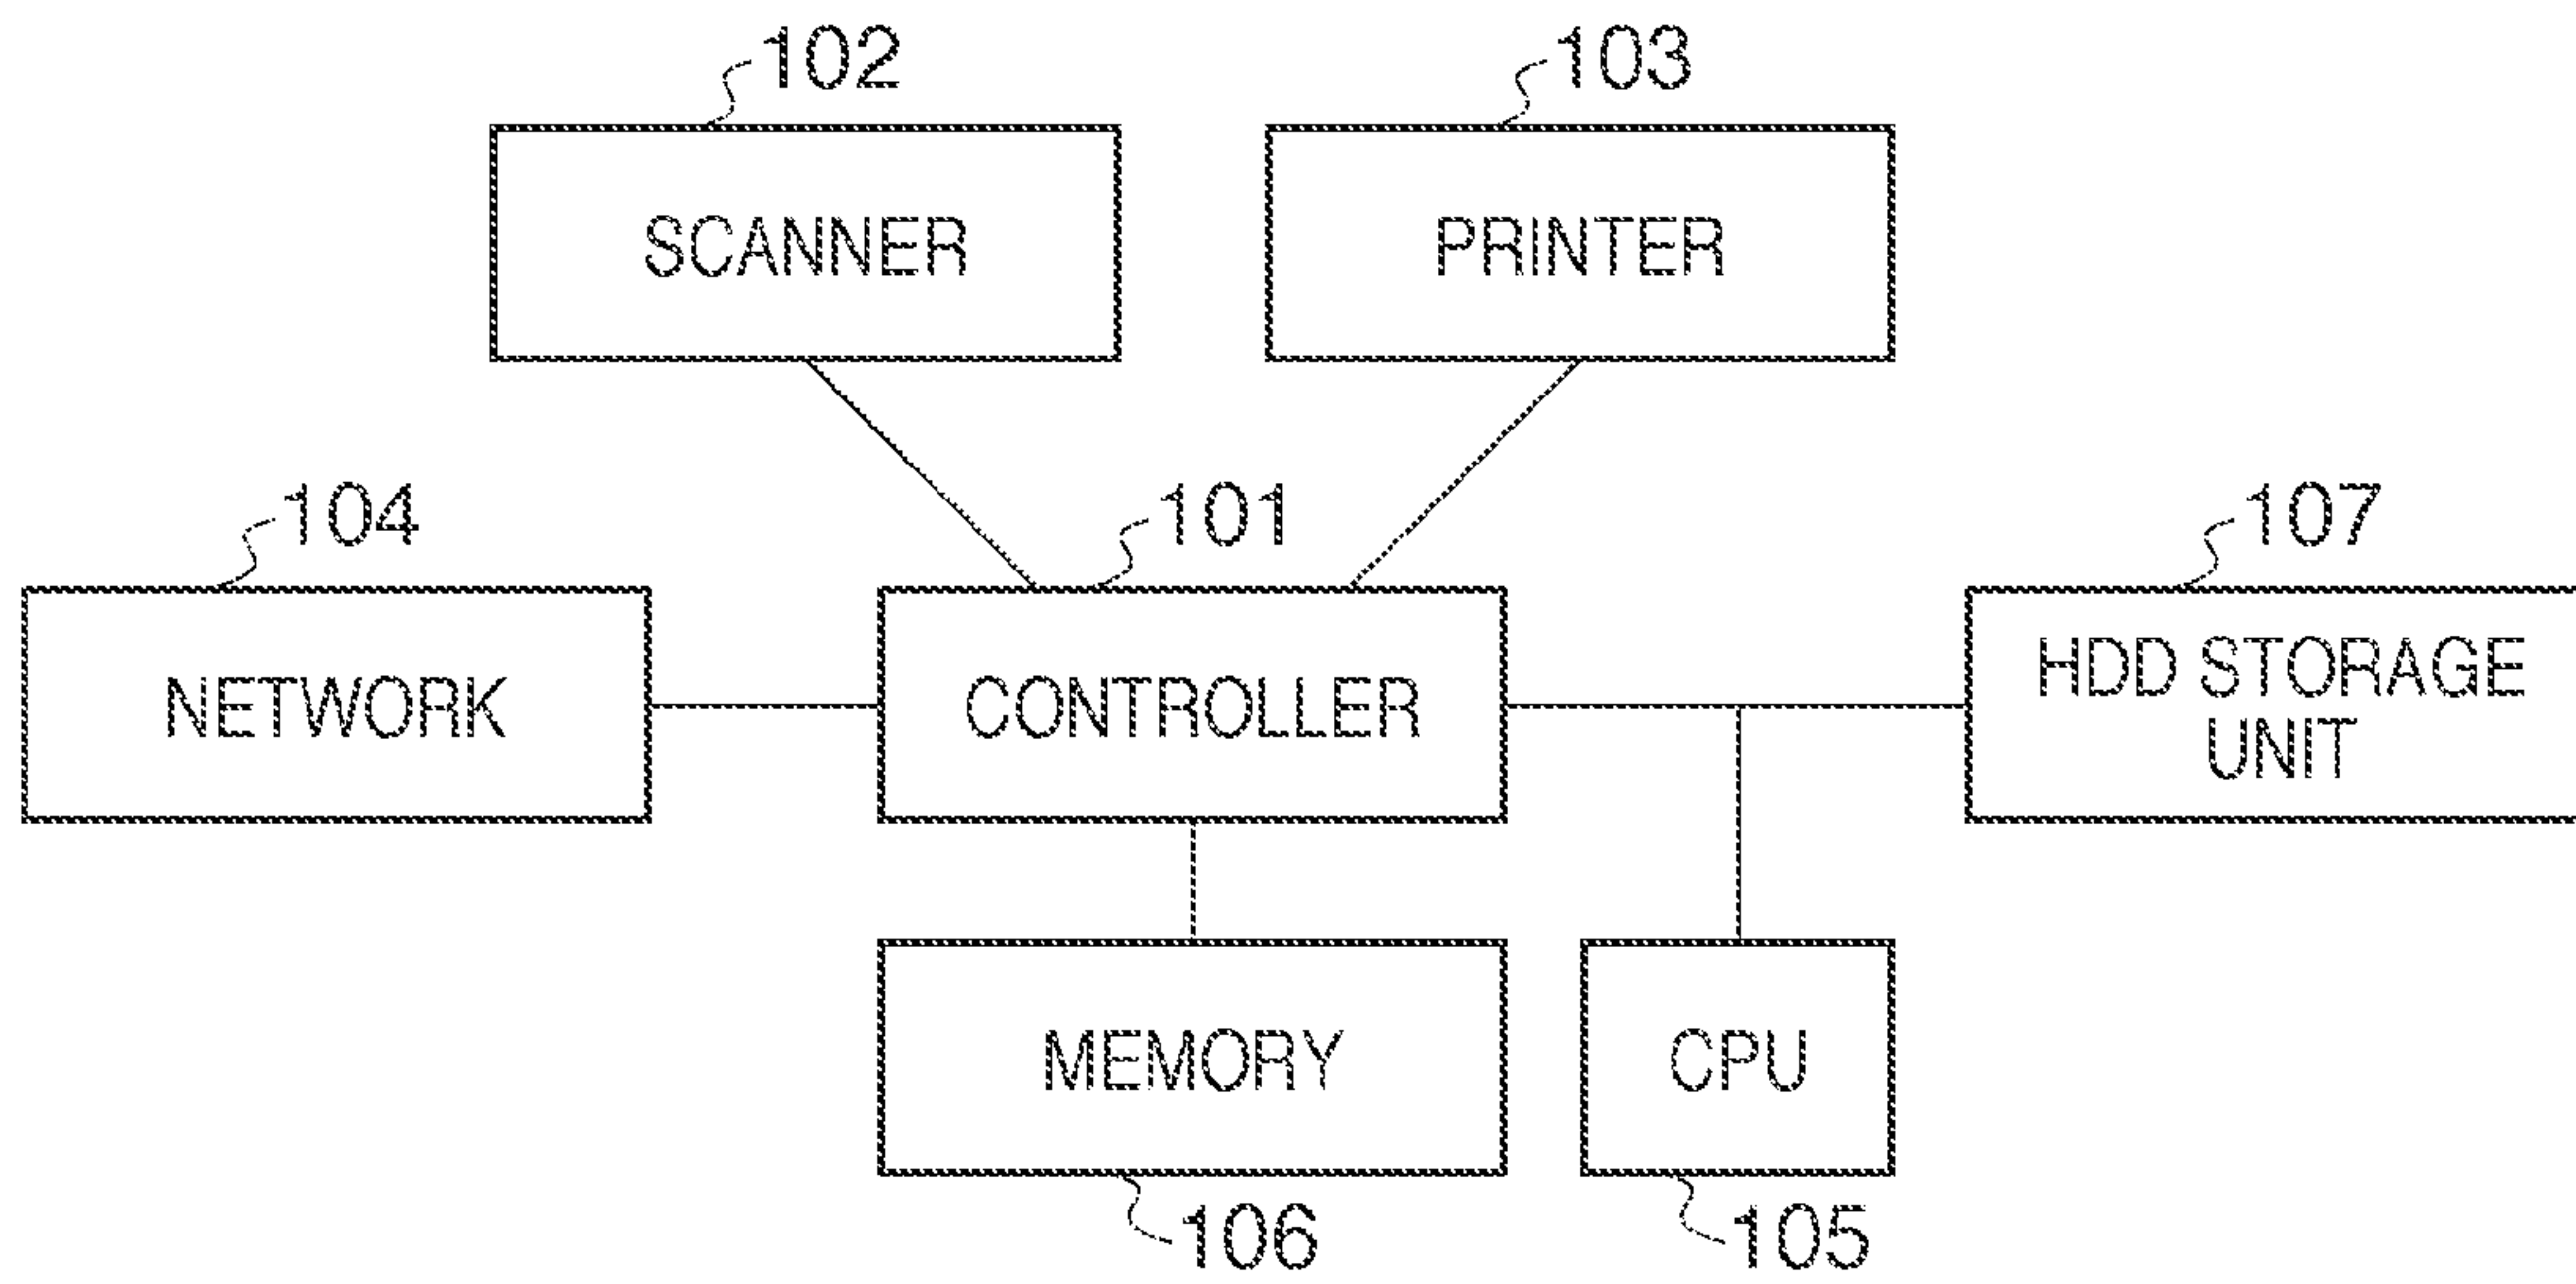 102
103
SCANNER
PRINTER
104
101
107
NETWORK
CONTROLLER
HDD STORAGE
UNIT
MEMORY
CPU
106
105